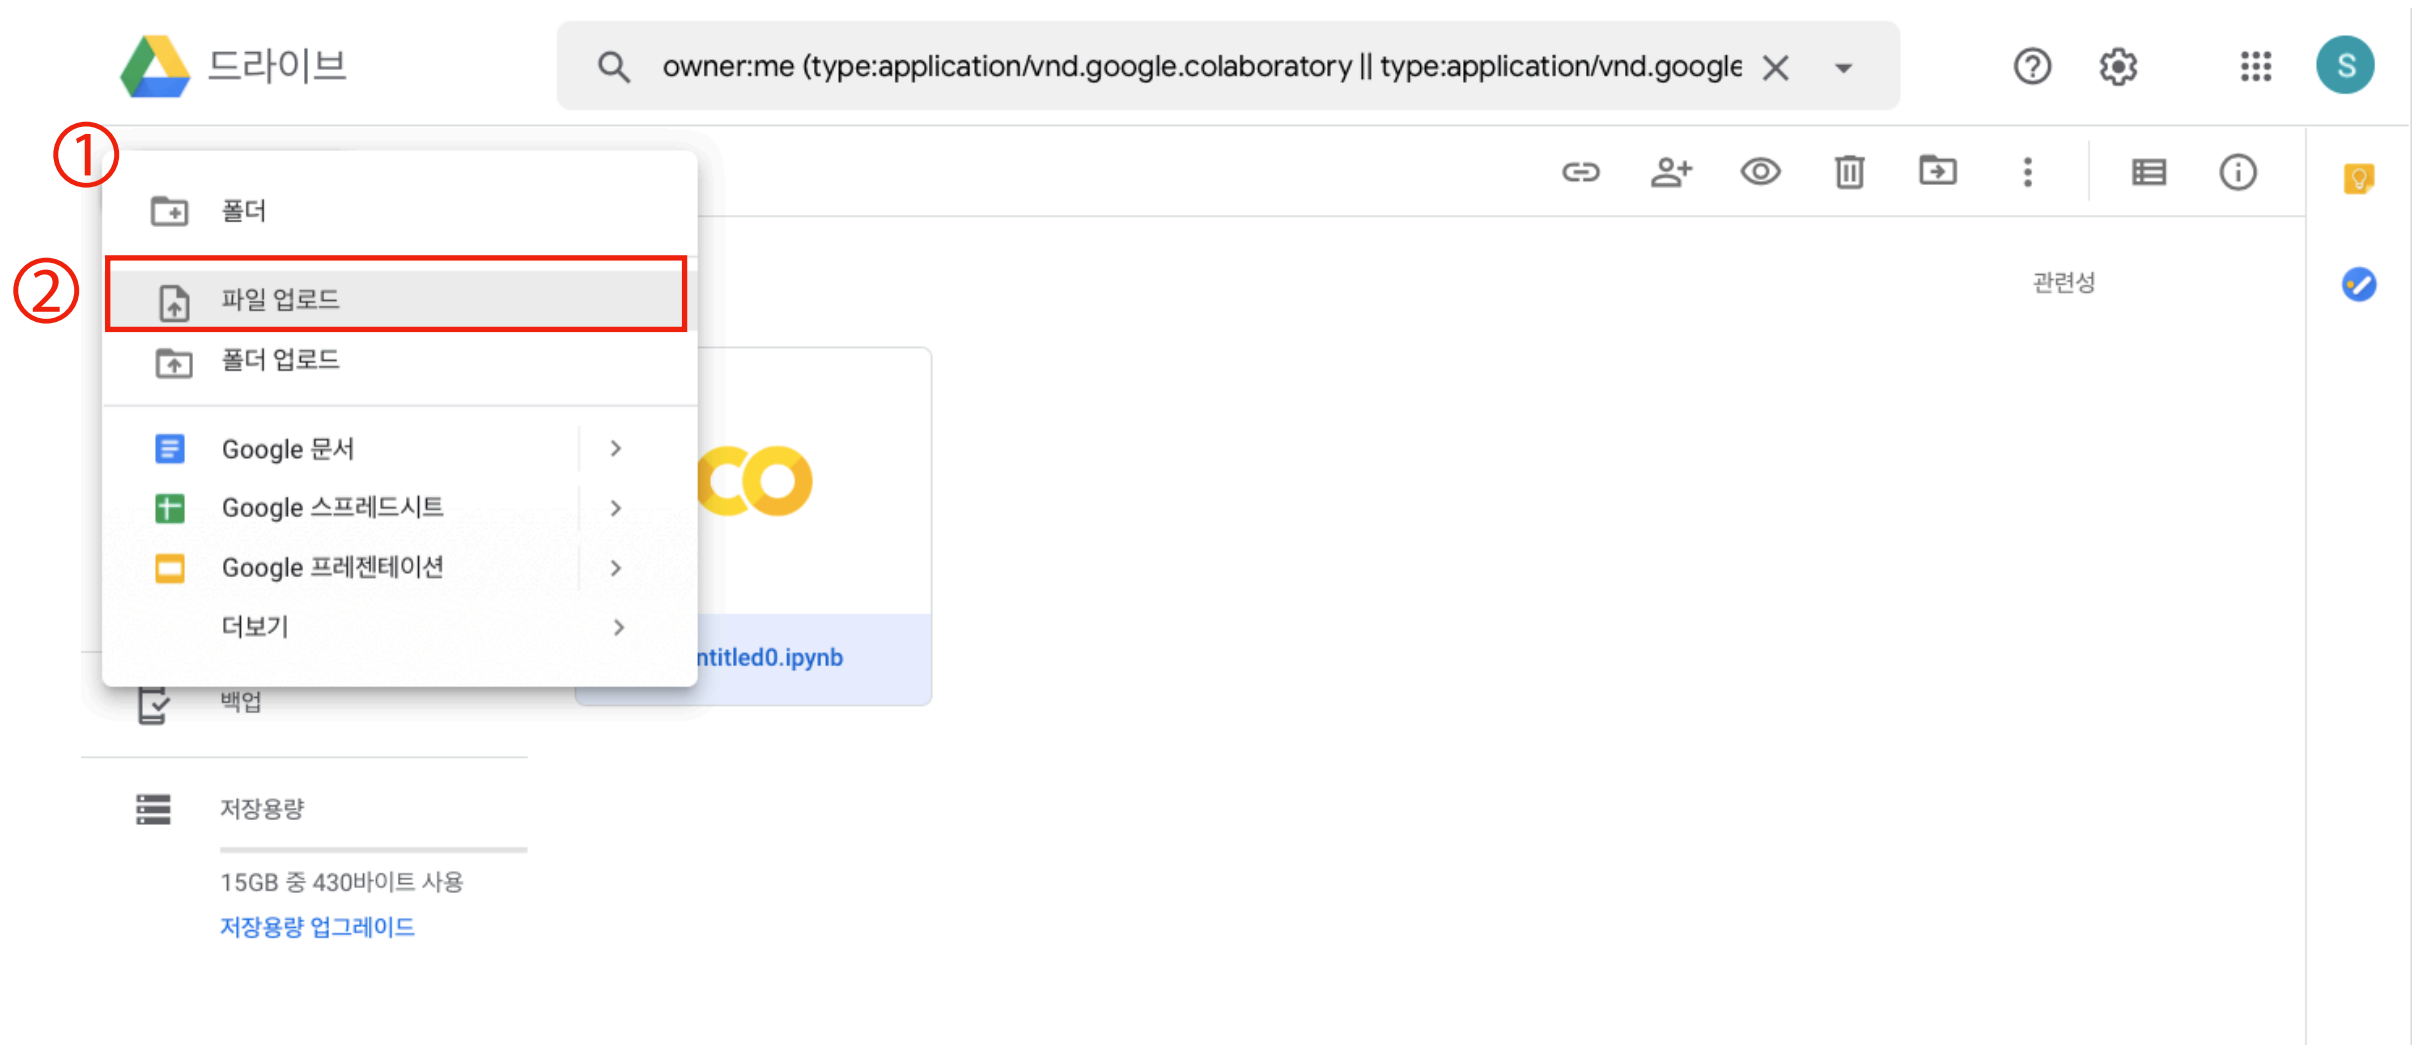 드라이브
owner:me (type:application/vnd.google.colaboratory || type:application/vnd.google
S
①
폴더
②
파일 업로드
관련성
폴더 업로드
Google 문서
Google 스프레드시트
Google 프레젠테이션
더보기
ntitled0.ipynb
백업
저장용량
15GB 중 430바이트 사용
저장용량 업그레이드